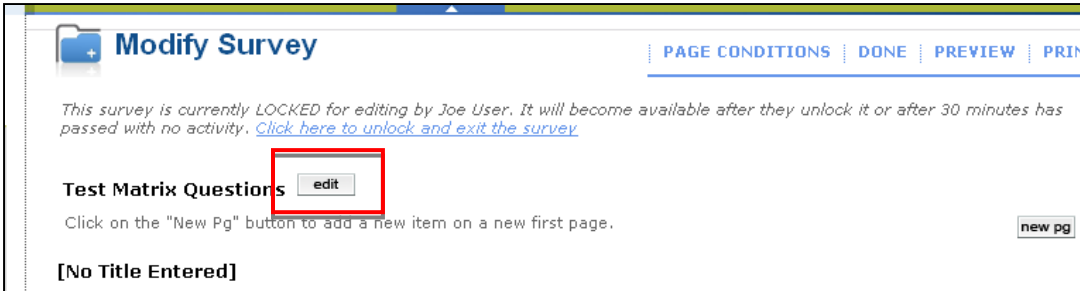 Modify Survey
PAGE CONDITIONS DONE PREVIEW
This survey is currently LOCKED for editing by Joe User. It will become available after they unlock it or after 30 minutes has
passed with no activity. Click here to unlock and exit the survey
Test Matrix Questions edit
Click on the "New Pg" button to add a new item on a new first page.
new pg
[No Title Entered]